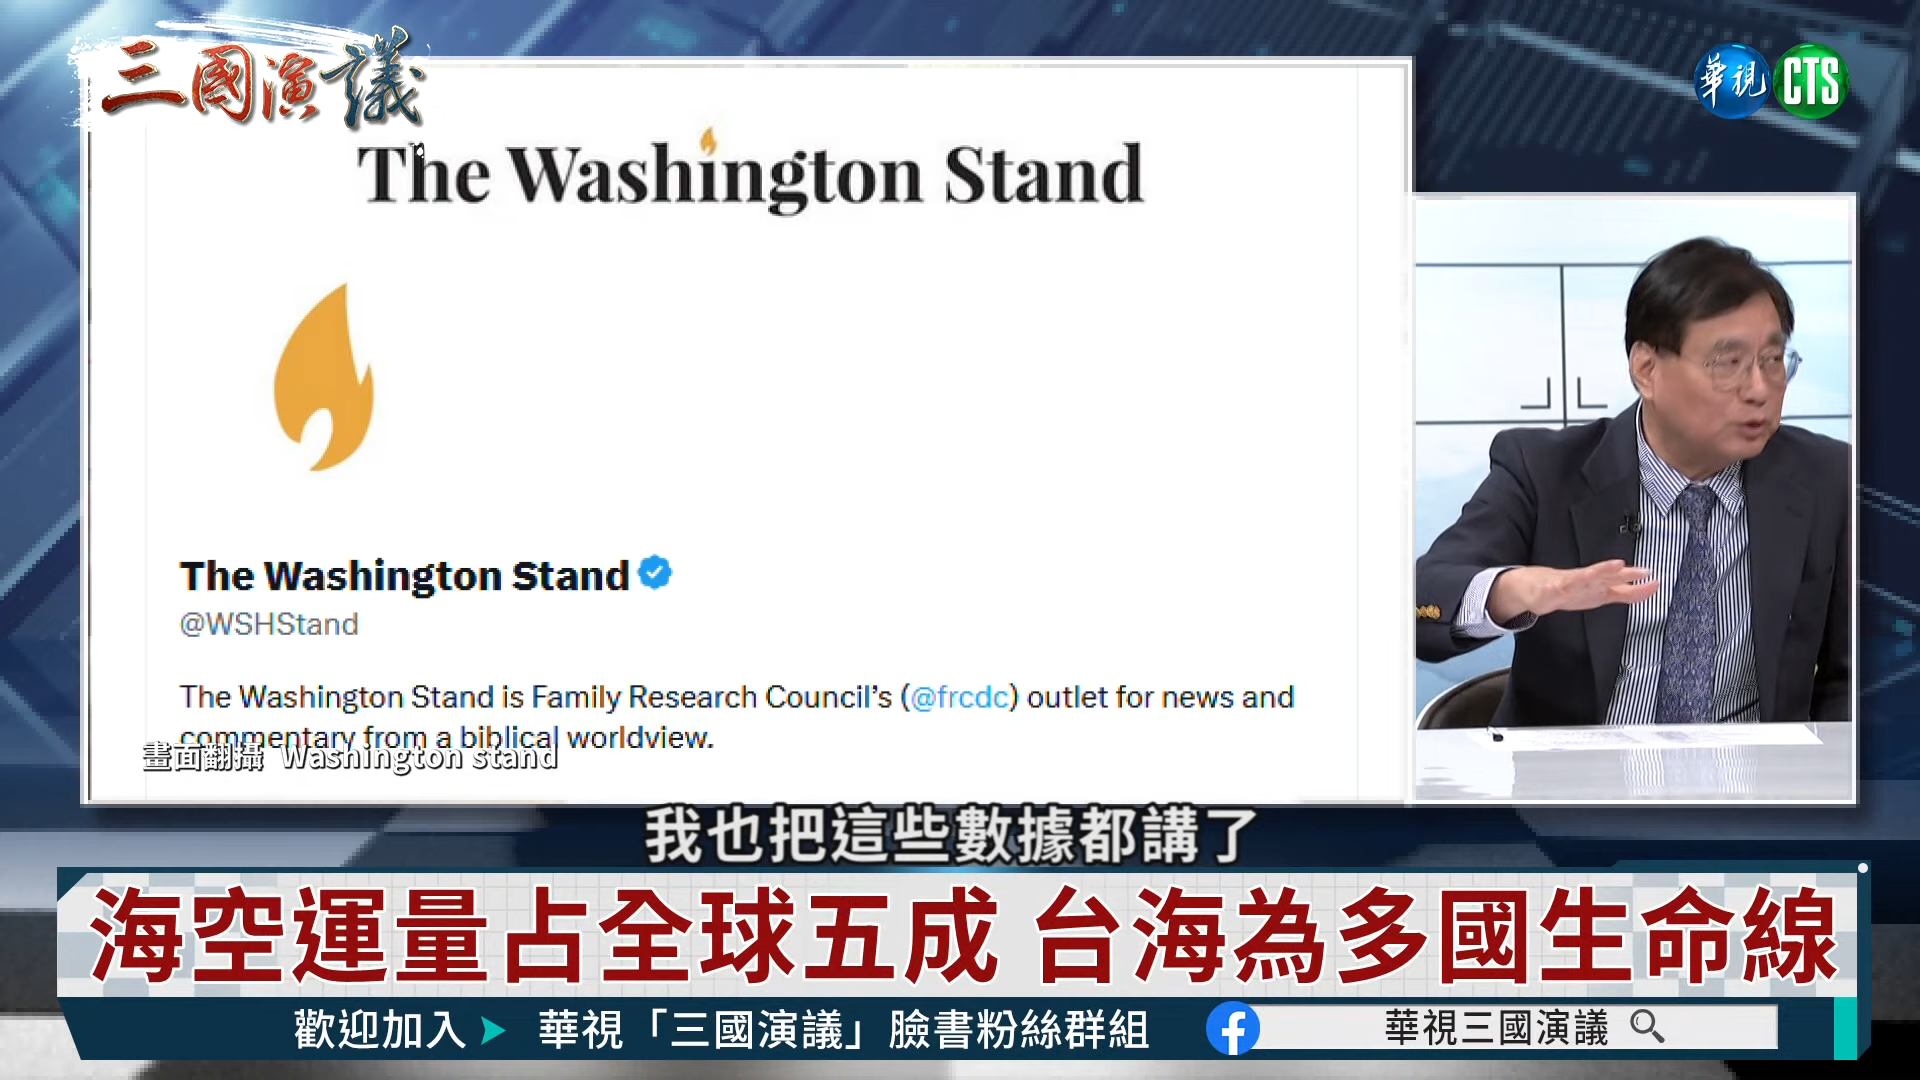 三國演議
華視 CTS
The Washington Stand
The Washington Stand
@WSHStand
The Washington Stand is Family Research Council's (@frcdc) outlet for news and
commentary from a biblical worldview.
畫面翻攝 Washington stand
我也把這些數據都講了
海空運量占全球五成 台海為多國生命線
歡迎加入 華視「三國演議」臉書粉絲群組
華視三國演議